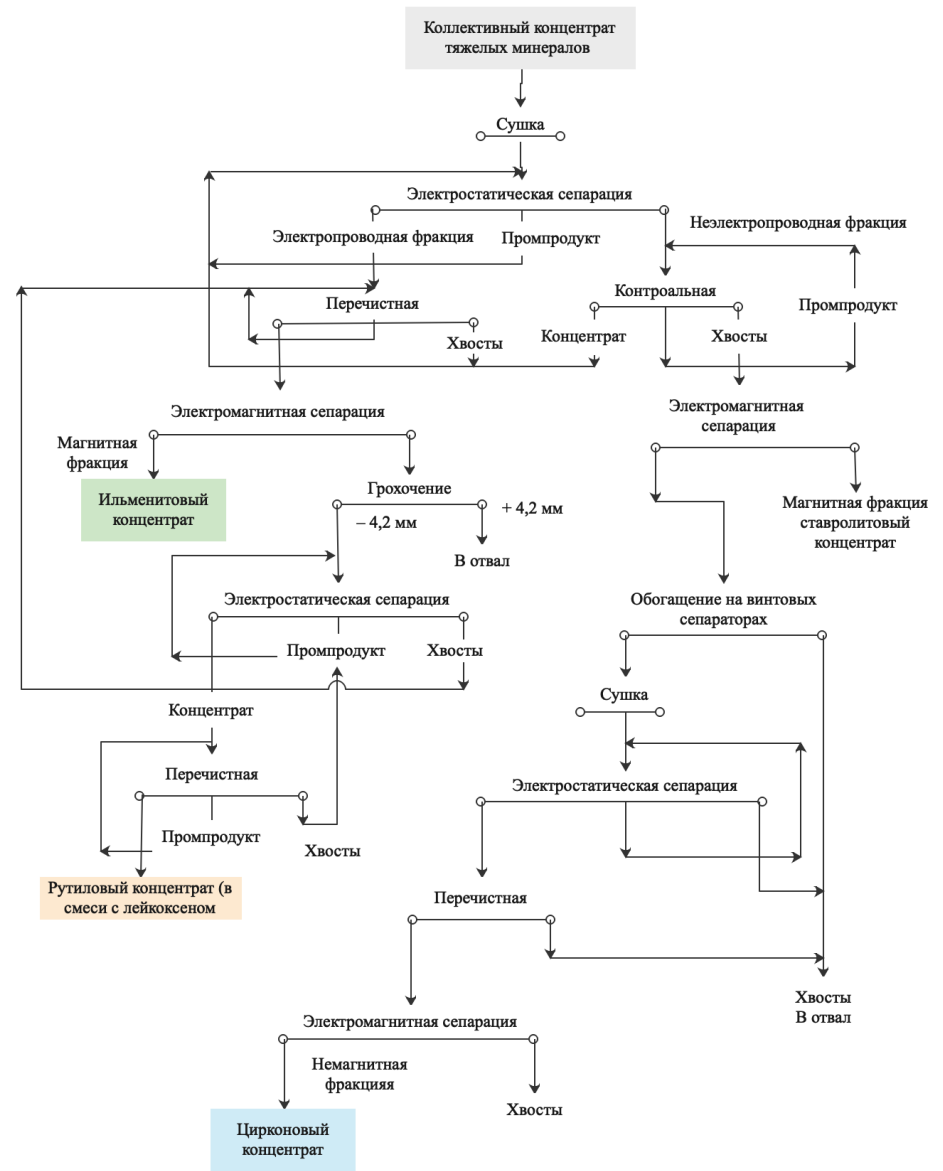 Коллективный концентрат
тяжелых минералов
Сушка
Электростатическая сепарация
Неэлектропроводная фракция
Электропроводная фракция
Промпродукт
Контроальная
Перечистная
Промпродукт
Хвосты
Концентрат
Хвосты
Электромагнитная сепарация
Электромагнитная
сепарация
Магнитная
фракция
Ильменитовый
концентрат
Грохочение
– 4,2 мм
+ 4,2 мм
В отвал
Магнитная фракция
ставролитовый
концентрат
Электростатическая сепарация
Обогащение на винтовых
сепараторах
Промпродукт
Хвосты
Сушка
Концентрат
Перечистная
Электростатическая сепарация
Промпродукт
Хвосты
Рутиловый концентрат (в
смеси с лейкоксеном
Перечистная
Хвосты
В отвал
Электромагнитная сепарация
Немагнитная
фракцияя
Хвосты
Цирконовый
концентрат